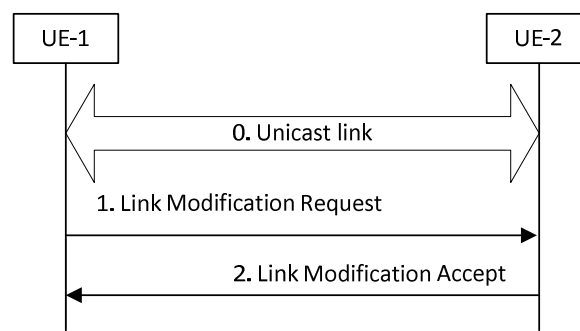 UE-1
UE-2
0. Unicast link
1. Link Modification Request
2. Link Modification Accept